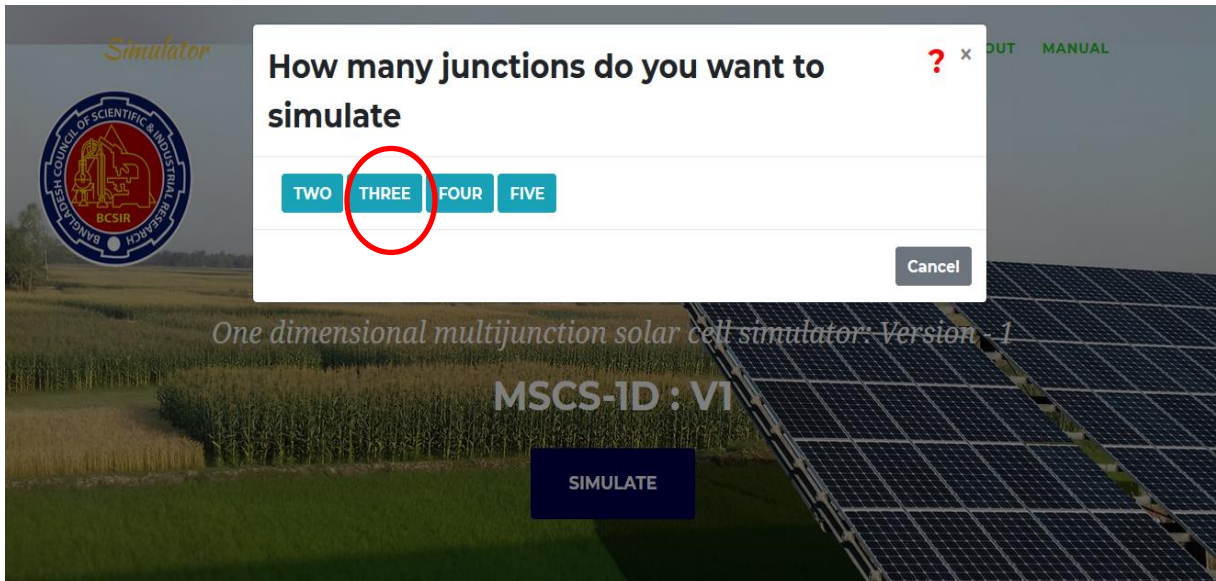 Simulator
How many junctions do you want to
simulate
? ×
OUT MANUAL
TWO THREE FOUR FIVE
Cancel
BANGLADESH COUNCIL OF SCIENTIFIC & INDUSTRIAL RESEARCH
BCSIR
One dimensional multijunction solar cell simulator: Version - 1
MSCS-1D : V1
SIMULATE